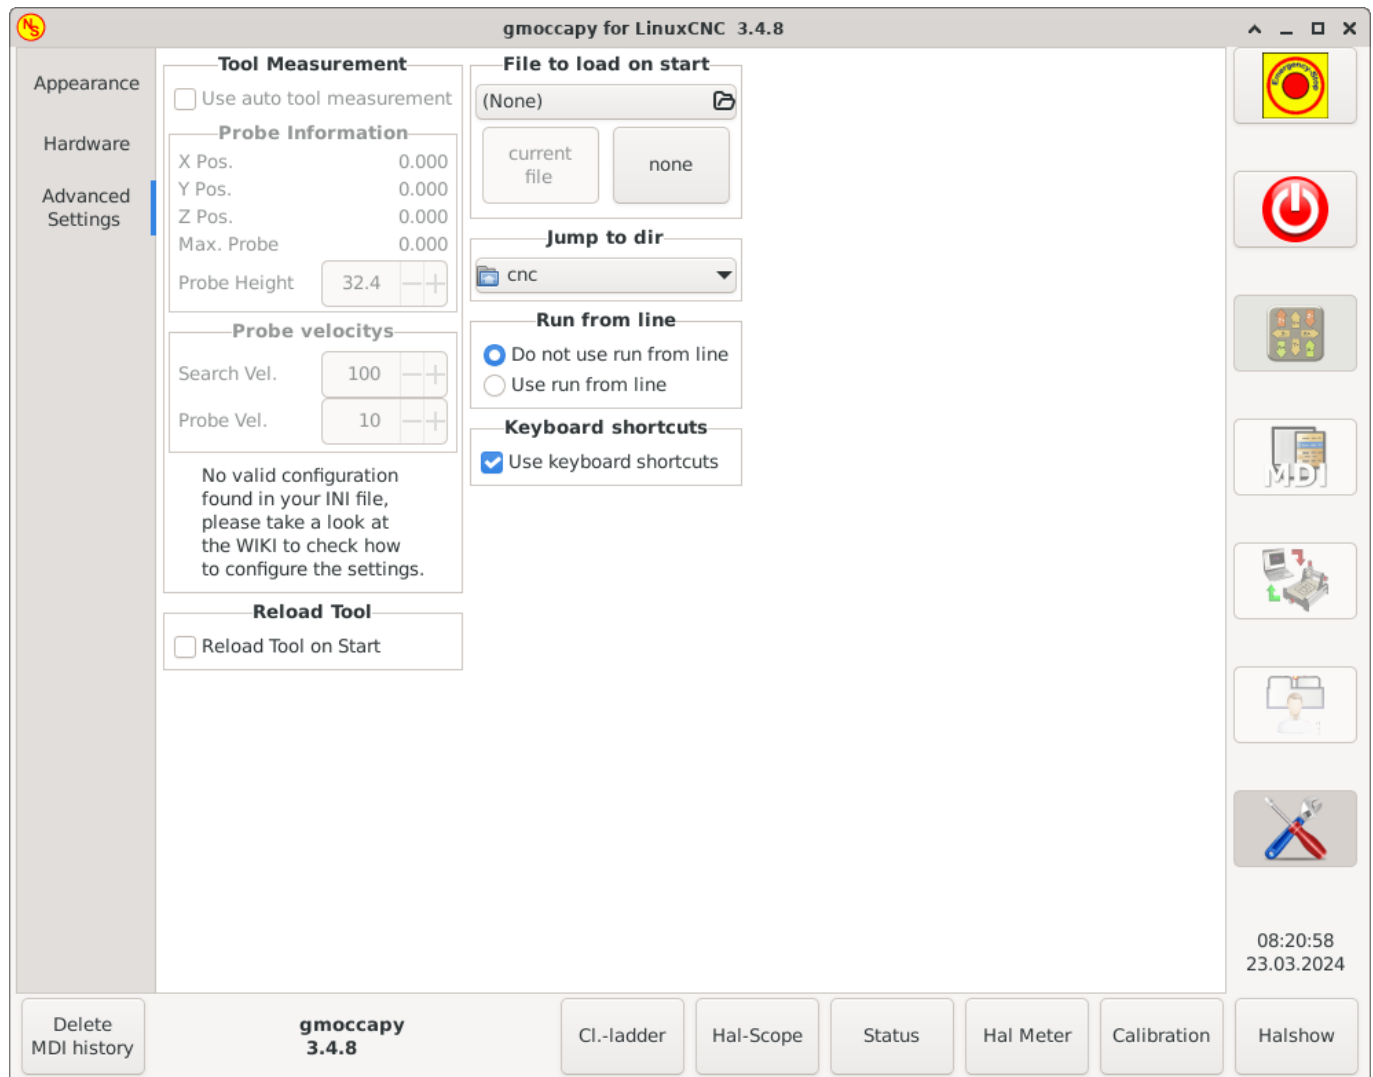 NS
gmoccapy for LinuxCNC 3.4.8
Appearance
Hardware
Advanced
Settings
Tool Measurement
Use auto tool measurement
Probe Information
X Pos. 0.000
Y Pos. 0.000
Z Pos. 0.000
Max. Probe 0.000
Probe Height 32.4
Probe velocitys
Search Vel. 100
Probe Vel. 10
No valid configuration
found in your INI file,
please take a look at
the WIKI to check how
to configure the settings.
Reload Tool
Reload Tool on Start
File to load on start
(None)
current
file
none
Jump to dir
cnc
Run from line
Do not use run from line
Use run from line
Keyboard shortcuts
Use keyboard shortcuts
Emergency-Stop
MDI
08:20:58
23.03.2024
Delete
MDI history
gmoccapy
3.4.8
Cl.-ladder
Hal-Scope
Status
Hal Meter
Calibration
Halshow